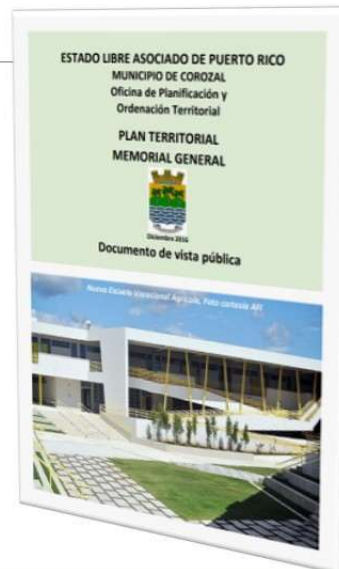 ESTADO LIBRE ASOCIADO DE PUERTO RICO
MUNICIPIO DE COROZAL
Oficina de Planificación y
Ordenación Territorial
PLAN TERRITORIAL
MEMORIAL GENERAL
Diciembre 2016
Documento de vista pública
Nueva Escuela Vocacional Agrícola, Foto cortesía AFI